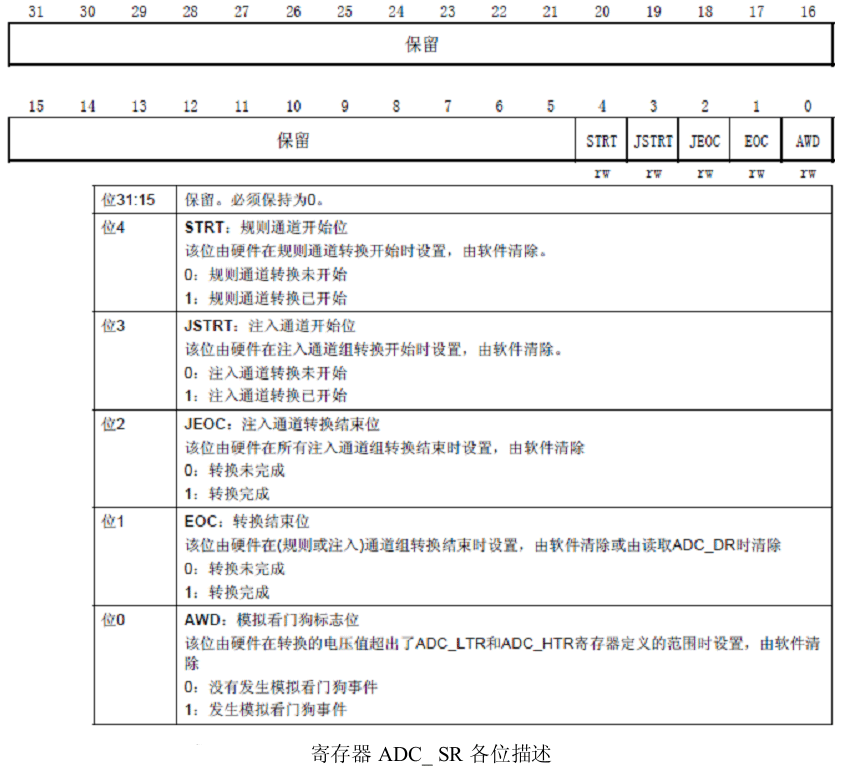 31 30 29 28 27 26 25 24 23 22 21 20 19 18 17 16
保留
15 14 13 12 11 10 9 8 7 6 5 4 3 2 1 0
保留 STRT JSTRT JEOC EOC AWD
rw rw rw rw rw
位31:15 保留。必须保持为0。
位4 STRT：规则通道开始位
该位由硬件在规则通道转换开始时设置，由软件清除。
0：规则通道转换未开始
1：规则通道转换已开始
位3 JSTRT：注入通道开始位
该位由硬件在注入通道组转换开始时设置，由软件清除。
0：注入通道转换未开始
1：注入通道转换已开始
位2 JEOC：注入通道转换结束位
该位由硬件在所有注入通道组转换结束时设置，由软件清除
0：转换未完成
1：转换完成
位1 EOC：转换结束位
该位由硬件在(规则或注入)通道组转换结束时设置，由软件清除或由读取ADC_DR时清除
0：转换未完成
1：转换完成
位0 AWD：模拟看门狗标志位
该位由硬件在转换的电压值超出了ADC_LTR和ADC_HTR寄存器定义的范围时设置，由软件清
除
0：没有发生模拟看门狗事件
1：发生模拟看门狗事件
寄存器 ADC_ SR 各位描述